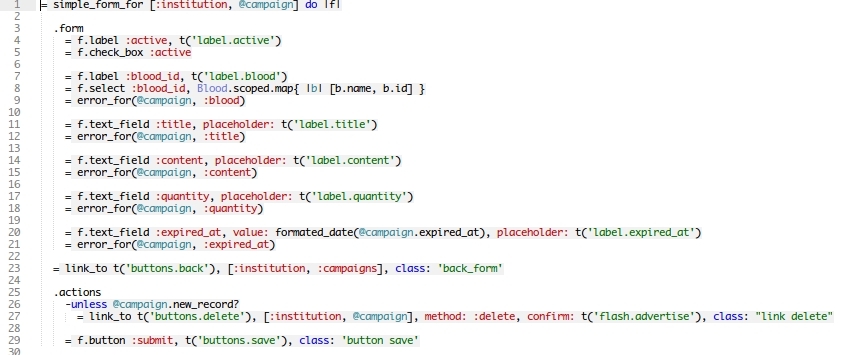 1 = simple_form_for [:institution, @campaign] do |f|
2
3 .form
4 = f.label :active, t('label.active')
5 = f.check_box :active
6
7 = f.label :blood_id, t('label.blood')
8 = f.select :blood_id, Blood.scoped.map{ |b| [b.name, b.id] }
9 = error_for(@campaign, :blood)
10
11 = f.text_field :title, placeholder: t('label.title')
12 = error_for(@campaign, :title)
13
14 = f.text_field :content, placeholder: t('label.content')
15 = error_for(@campaign, :content)
16
17 = f.text_field :quantity, placeholder: t('label.quantity')
18 = error_for(@campaign, :quantity)
19
20 = f.text_field :expired_at, value: formated_date(@campaign.expired_at), placeholder: t('label.expired_at')
21 = error_for(@campaign, :expired_at)
22
23 = link_to t('buttons.back'), [:institution, :campaigns], class: 'back_form'
24
25 .actions
26 -unless @campaign.new_record?
27 = link_to t('buttons.delete'), [:institution, @campaign], method: :delete, confirm: t('flash.advertise'), class: "link delete"
28
29 = f.button :submit, t('buttons.save'), class: 'button save'
30